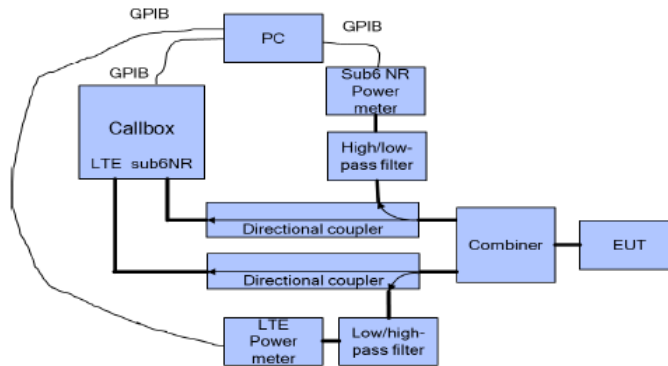 GPIB
PC
GPIB
GPIB
Sub6 NR
Power
meter
Callbox
LTE sub6NR
High/low-
pass filter
Directional coupler
Combiner
EUT
Directional coupler
LTE
Power
meter
Low/high-
pass filter